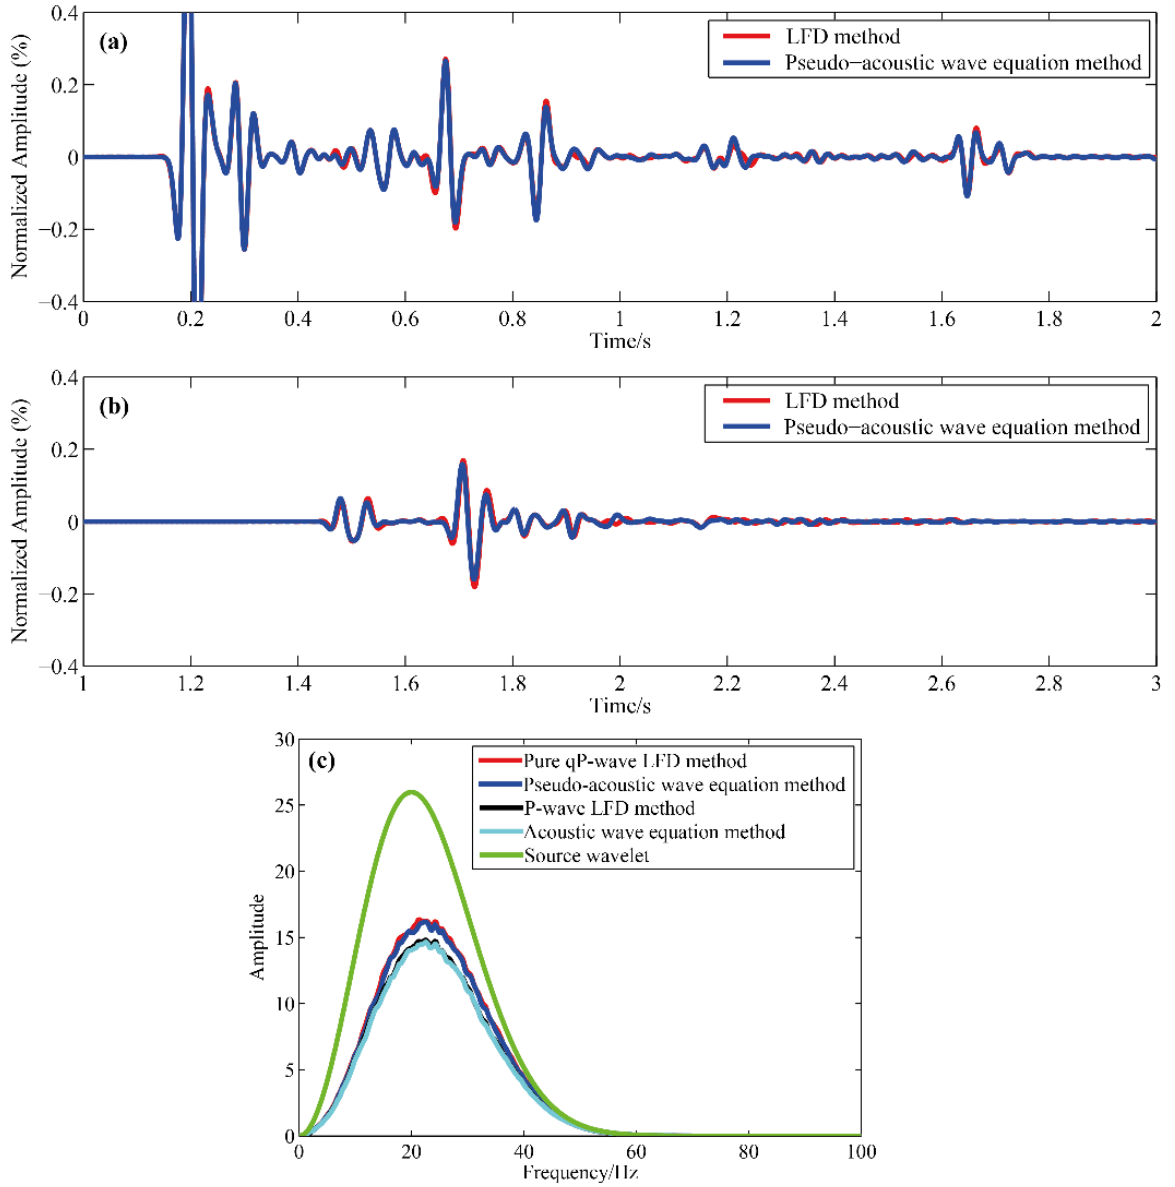 0.4
(a)
LFD method
Pseudo-acoustic wave equation method
0.2
0
−0.2
−0.4
Normalized Amplitude (%)
0 0.2 0.4 0.6 0.8 1 1.2 1.4 1.6 1.8 2
Time/s
0.4
(b)
LFD method
Pseudo-acoustic wave equation method
0.2
0
−0.2
−0.4
Normalized Amplitude (%)
1 1.2 1.4 1.6 1.8 2 2.2 2.4 2.6 2.8 3
Time/s
30
(c)
Pure qP-wave LFD method
Pseudo-acoustic wave equation method
P-wave LFD method
Acoustic wave equation method
Source wavelet
25
20
15
10
5
0
Amplitude
0 20 40 60 80 100
Frequency/Hz